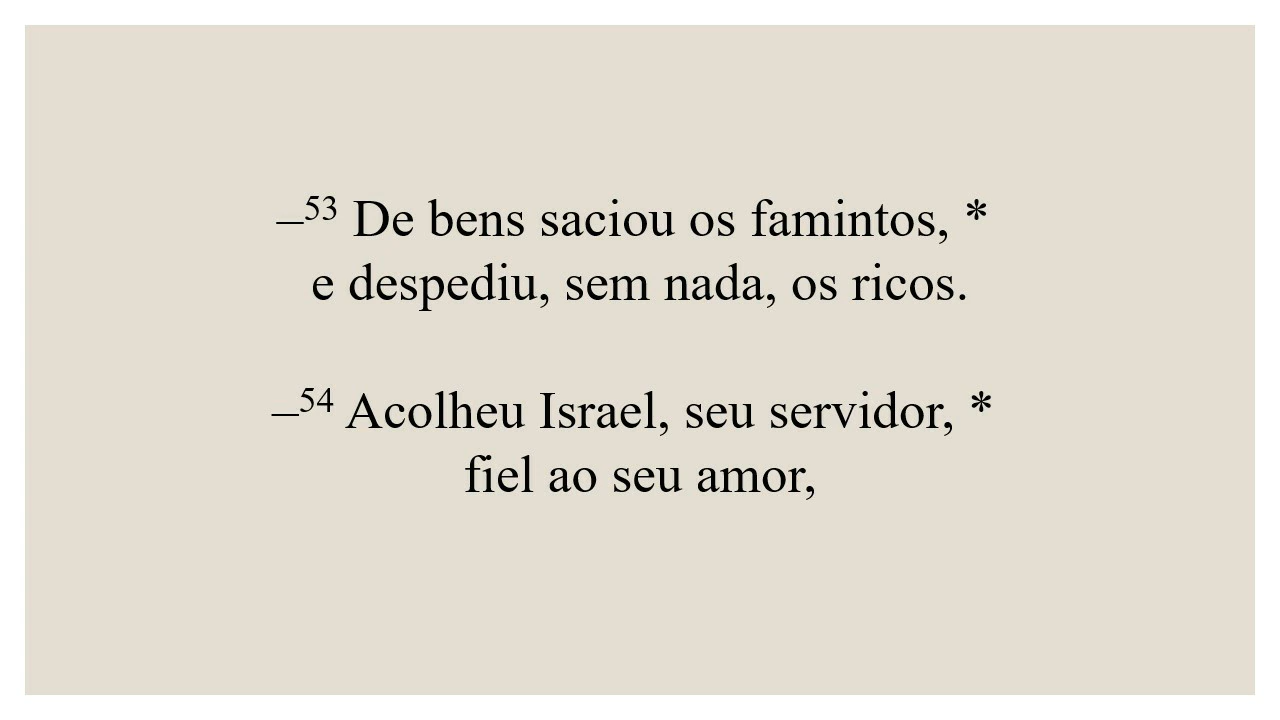 –⁵³ De bens saciou os famintos, *
e despediu, sem nada, os ricos.
–⁵⁴ Acolheu Israel, seu servidor, *
fiel ao seu amor,